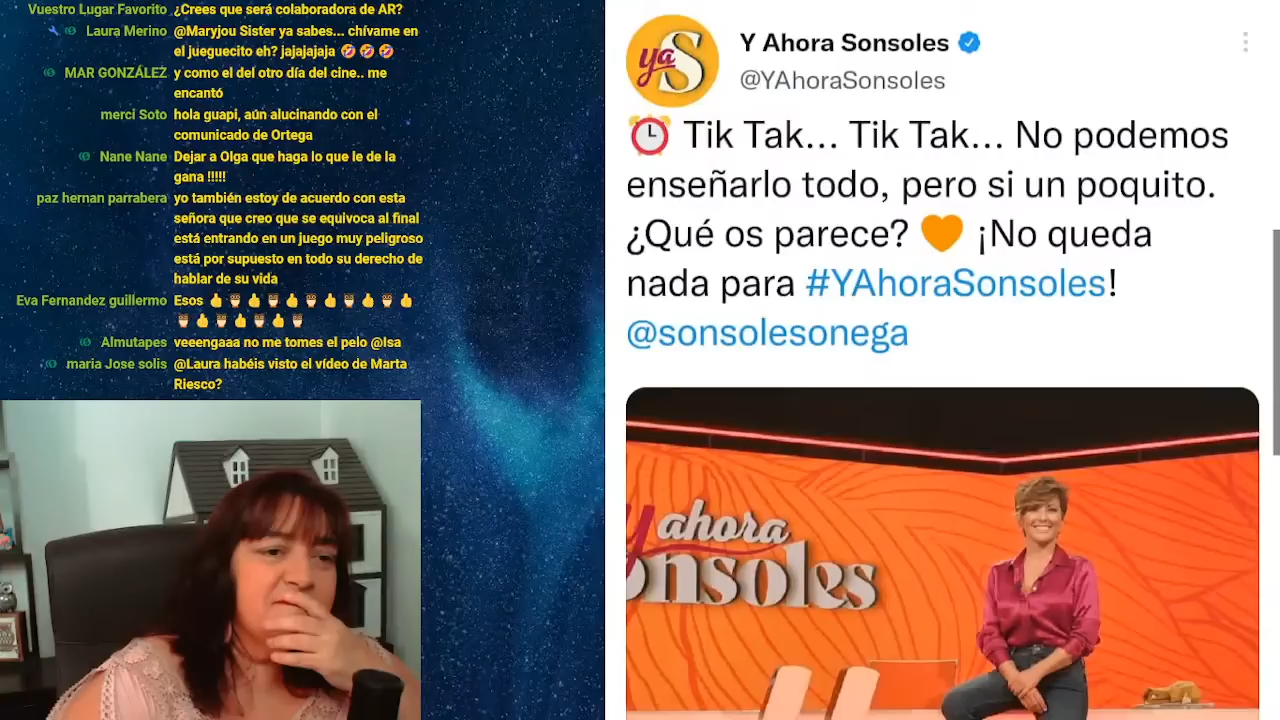 Vuestro Lugar Favorito ¿Crees que será colaboradora de AR?
Laura Merino @Maryjou Sister ya sabes... chívame en
el jueguecito eh? jajajajaja 🤣 🤣 🤣
MAR GONZÁLEZ y como el del otro día del cine.. me
encantó
merci Soto hola guapi, aún alucinando con el
comunicado de Ortega
Nane Nane Dejar a Olga que haga lo que le de la
gana !!!!!
paz hernan parrabera yo también estoy de acuerdo con esta
señora que creo que se equivoca al final
está entrando en un juego muy peligroso
está por supuesto en todo su derecho de
hablar de su vida
Eva Fernandez guillermo Esos 👍 🦉 👍 🦉 👍 🦉 👍 🦉 👍 🦉 👍
🦉 👍 🦉 👍 🦉 👍 🦉
Almutapes veeengaaa no me tomes el pelo @Isa
maria Jose solis @Laura habéis visto el vídeo de Marta
Riesco?
yaS
Y Ahora Sonsoles
@YAhoraSonsoles
⏰ Tik Tak... Tik Tak... No podemos
enseñarlo todo, pero si un poquito.
¿Qué os parece? 🧡 ¡No queda
nada para #YAhoraSonsoles!
@sonsolesonega
y ahora
onsoles